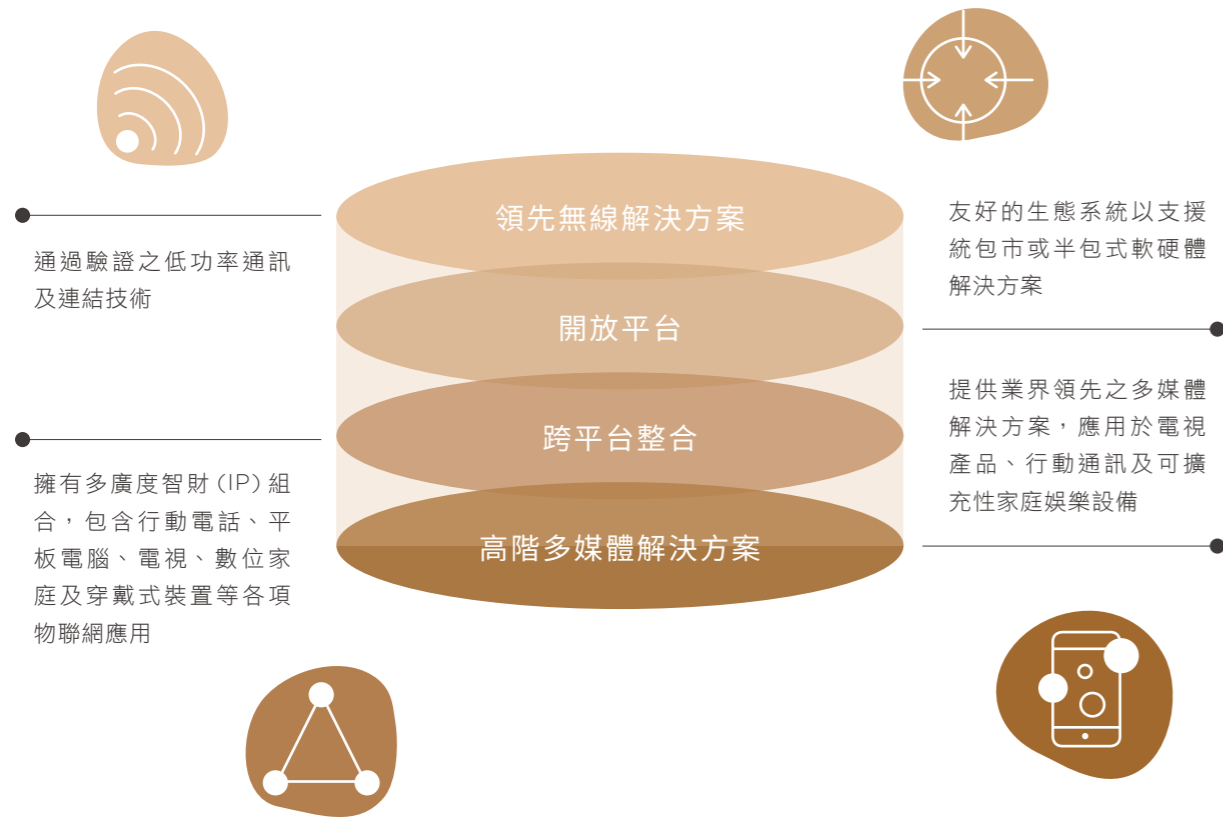 領先無線解決方案
通過驗證之低功率通訊
及連結技術
開放平台
友好的生態系統以支援
統包市或半包式軟硬體
解決方案
跨平台整合
擁有多廣度智財(IP)組
合，包含行動電話、平
板電腦、電視、數位家
庭及穿戴式裝置等各項
物聯網應用
高階多媒體解決方案
提供業界領先之多媒體
解決方案，應用於電視
產品、行動通訊及可擴
充性家庭娛樂設備